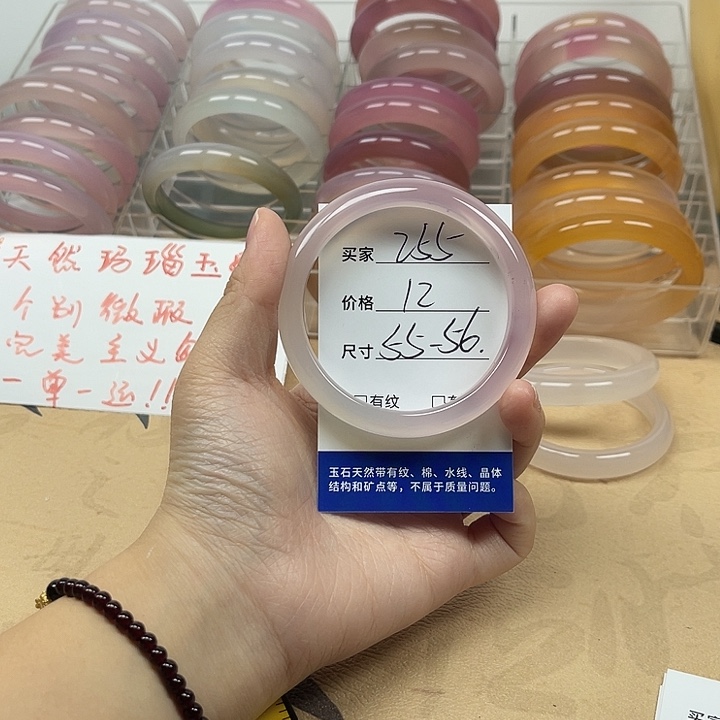 天然玛瑙玉
个别微瑕
完美主义
一单一运!!
买家 255
价格 12
尺寸 55-56.
□有纹 □
玉石天然带有纹、棉、水线、晶体
结构和矿点等，不属于质量问题。